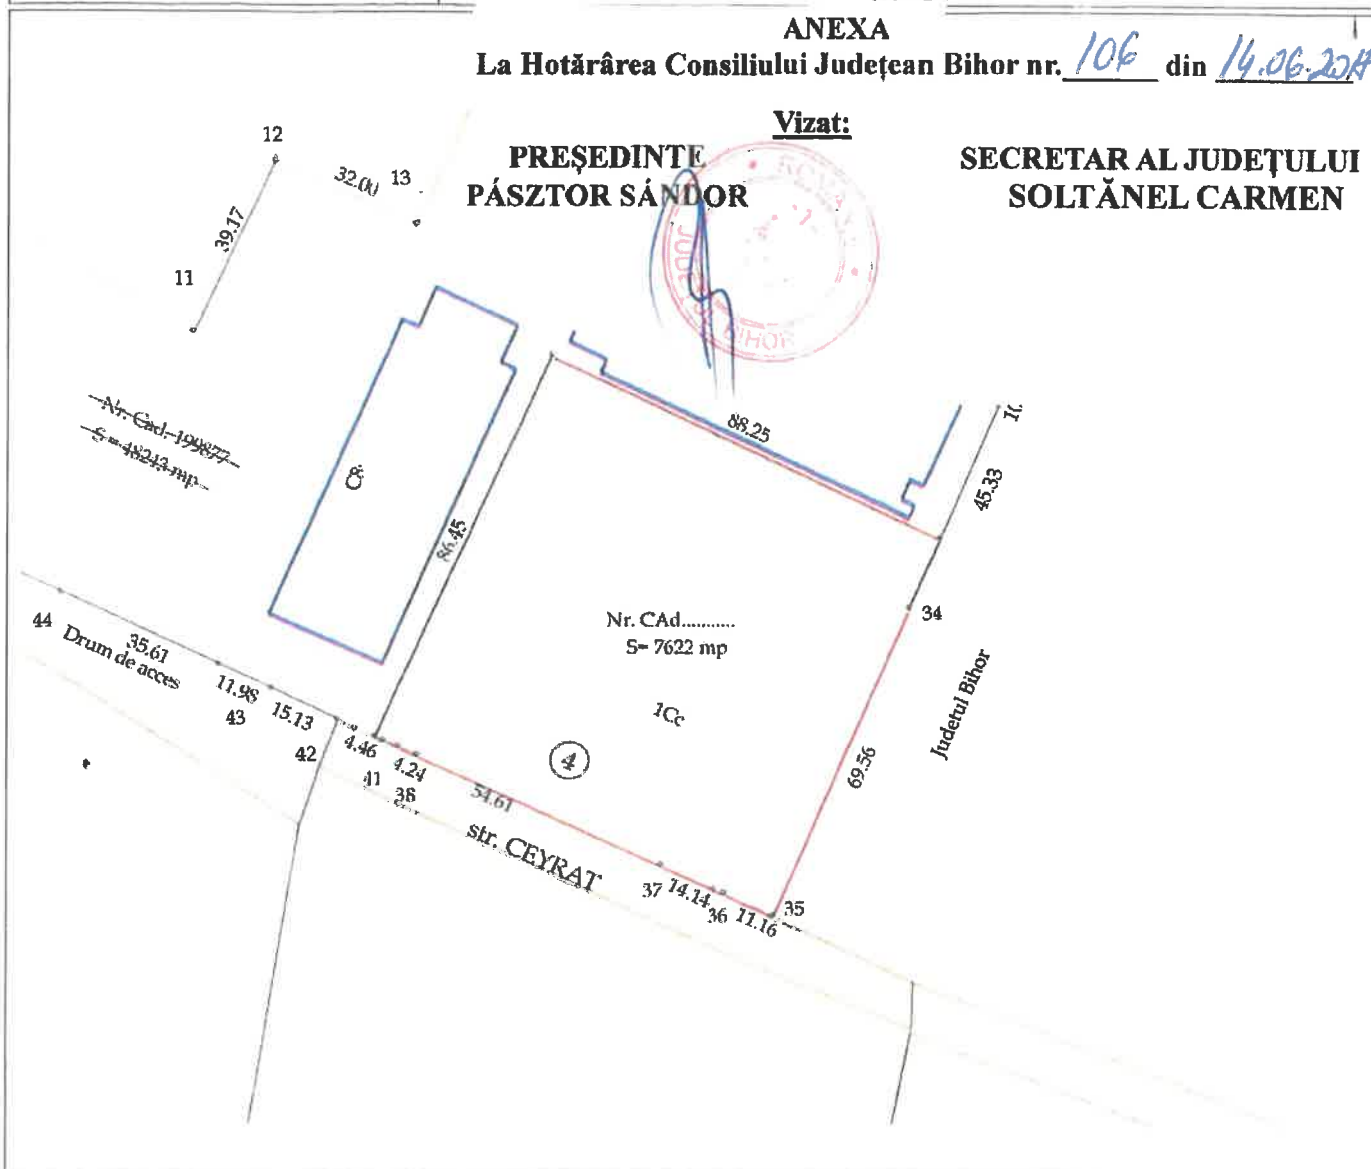 ANEXA
La Hotărârea Consiliului Județean Bihor nr. 106 din 14.06.2017
Vizat:
PREȘEDINTE
PÁSZTOR SÁNDOR
SECRETAR AL JUDEȚULUI
SOLTĂNEL CARMEN
JUDEȚUL BIHOR
12
32.00
13
39.17
11
Nr. Cad. 199877
S= 48243 mp
C8
88.25
45.33
86.45
Nr. CAd...........
S= 7622 mp
34
Judetul Bihor
44
Drum de acces
35.61
11.98
43
15.13
42
4.46
41
4.24
38
1Cc
4
69.56
54.61
str. CEYRAT
37
14.14
36
11.16
35